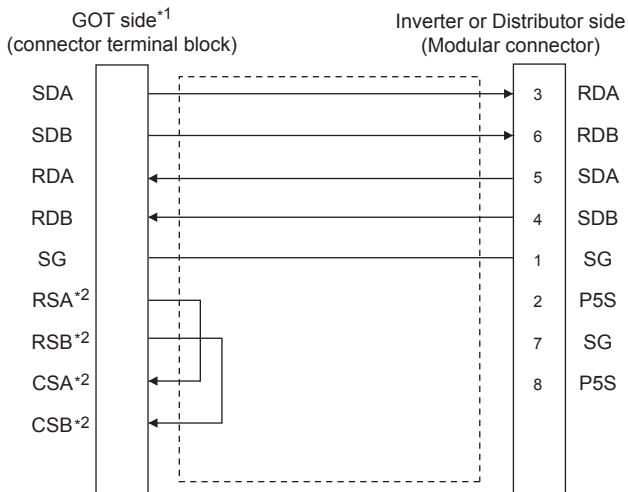 GOT side*1
(connector terminal block)
Inverter or Distributor side
(Modular connector)
SDA 3 RDA
SDB 6 RDB
RDA 5 SDA
RDB 4 SDB
SG 1 SG
RSA*2 2 P5S
RSB*2 7 SG
CSA*2 8 P5S
CSB*2